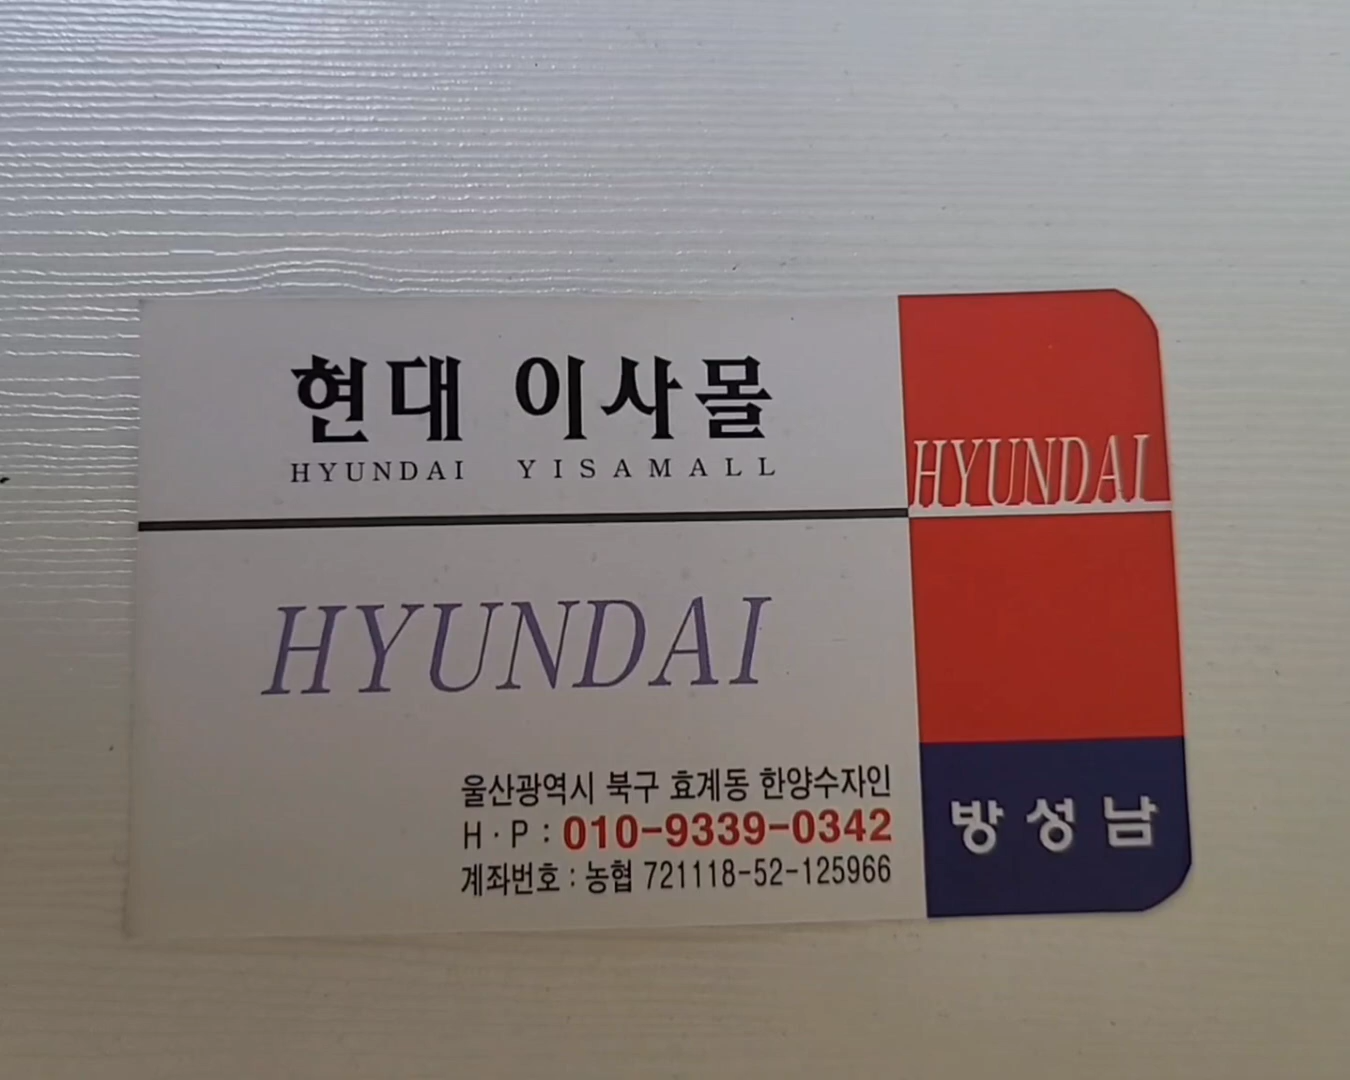 현대 이사몰
HYUNDAI YISAMALL
HYUNDAI
HYUNDAI
울산광역시 북구 효계동 한양수자인
H·P : 010-9339-0342
계좌번호 : 농협 721118-52-125966
방성남